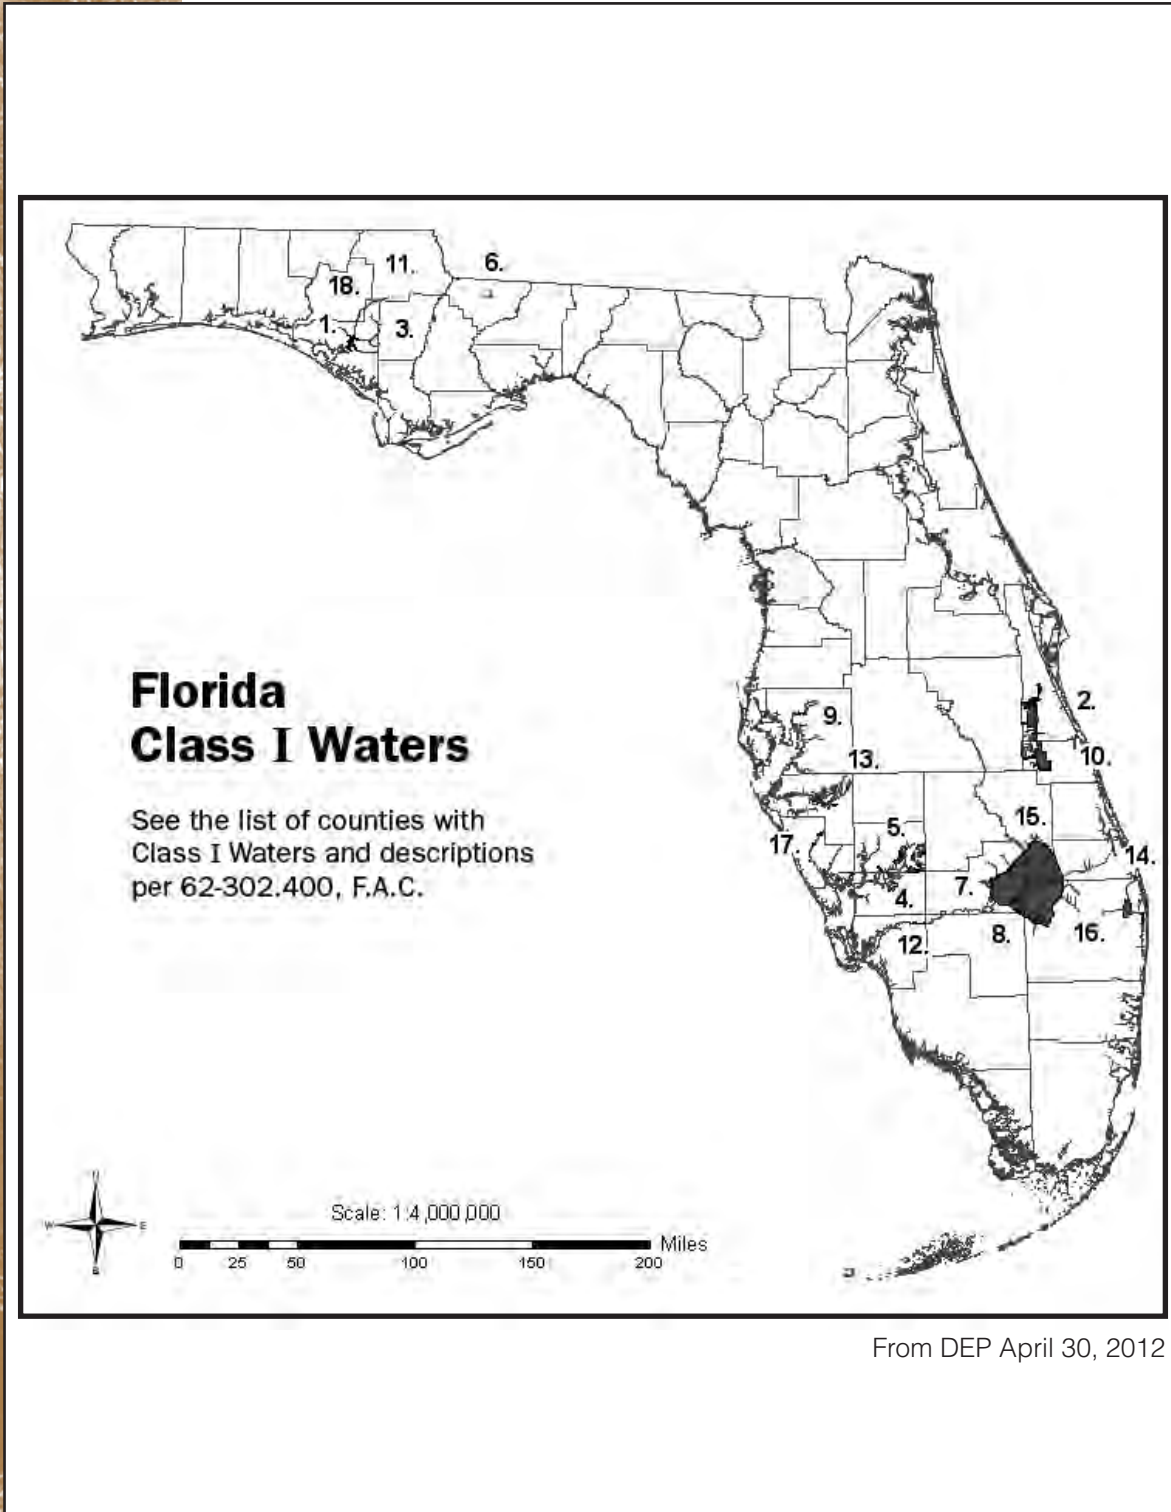 6.
11.
18.
1.
3.
Florida
Class I Waters
See the list of counties with
Class I Waters and descriptions
per 62-302.400, F.A.C.
2.
9.
10.
13.
15.
5.
17.
14.
7.
4.
8.
16.
12.
N
W
E
S
Scale: 1:4,000,000
Miles
0 25 50 100 150 200
From DEP April 30, 2012